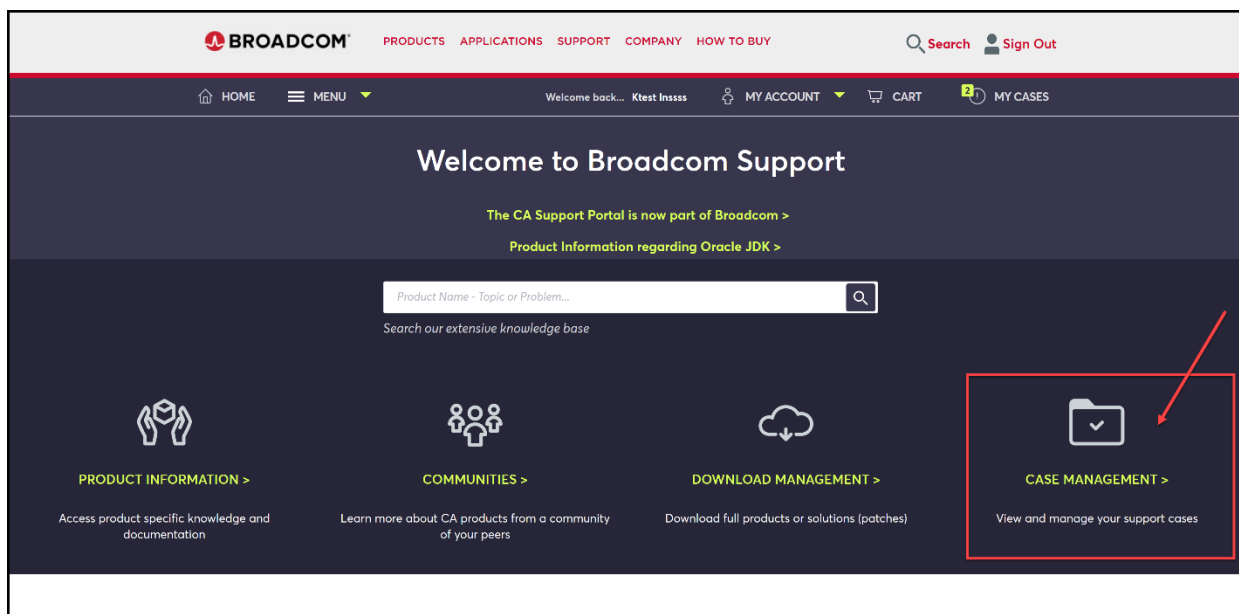 BROADCOM
PRODUCTS APPLICATIONS SUPPORT COMPANY HOW TO BUY
Search Sign Out
HOME MENU
Welcome back... Ktest Inssss
MY ACCOUNT CART 2 MY CASES
Welcome to Broadcom Support
The CA Support Portal is now part of Broadcom >
Product Information regarding Oracle JDK >
Product Name - Topic or Problem...
Search our extensive knowledge base
PRODUCT INFORMATION >
Access product specific knowledge and
documentation
COMMUNITIES >
Learn more about CA products from a community
of your peers
DOWNLOAD MANAGEMENT >
Download full products or solutions (patches)
CASE MANAGEMENT >
View and manage your support cases